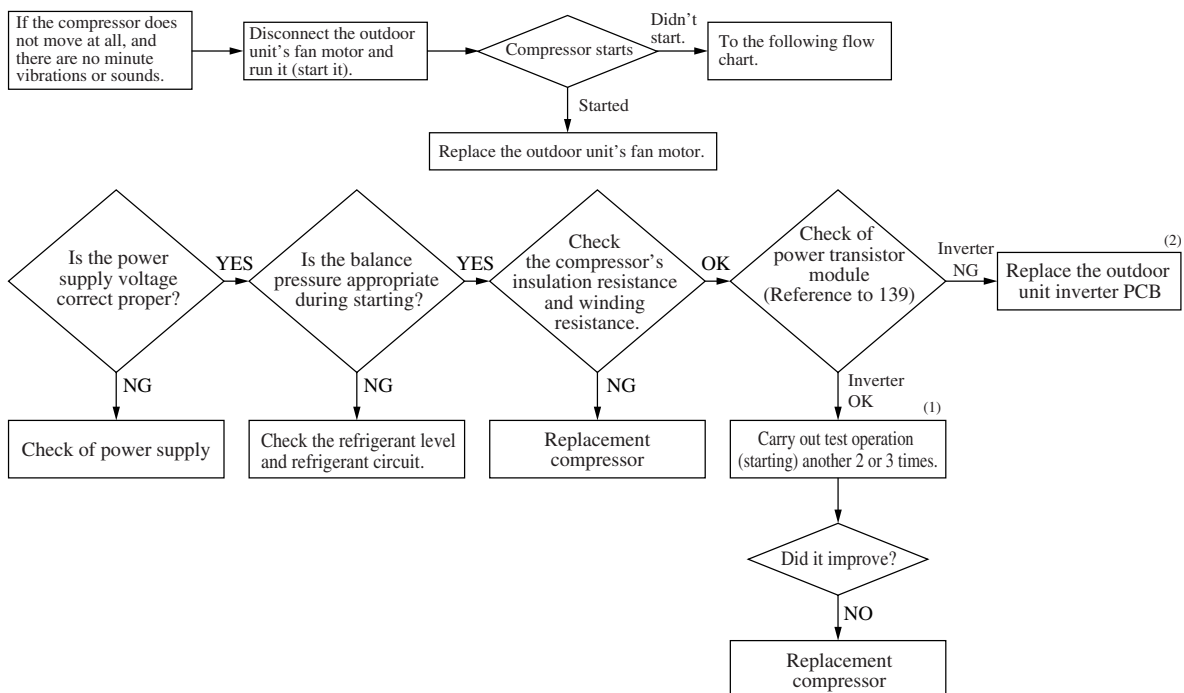 If the compressor does
not move at all, and
there are no minute
vibrations or sounds.
Disconnect the outdoor
unit's fan motor and
run it (start it).
Compressor starts
Didn't
start.
To the following flow
chart.
Started
Replace the outdoor unit's fan motor.
Is the power
supply voltage
correct proper?
YES
Is the balance
pressure appropriate
during starting?
YES
Check
the compressor's
insulation resistance
and winding
resistance.
OK
Check of
power transistor
module
(Reference to 139)
Inverter
NG
(2)
Replace the outdoor
unit inverter PCB
NG
Check of power supply
NG
Check the refrigerant level
and refrigerant circuit.
NG
Replacement
compressor
Inverter
OK
(1)
Carry out test operation
(starting) another 2 or 3 times.
Did it improve?
NO
Replacement
compressor